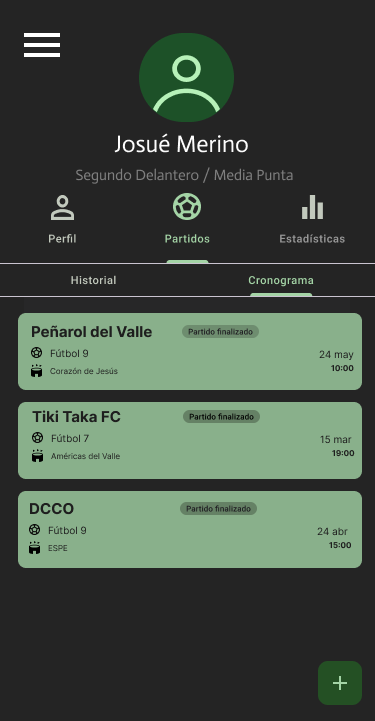 Josué Merino
Segundo Delantero / Media Punta
Perfil Partidos Estadísticas
Historial Cronograma
Peñarol del Valle Partido finalizado
Fútbol 9 24 may
Corazón de Jesús 10:00
Tiki Taka FC Partido finalizado
Fútbol 7 15 mar
Américas del Valle 19:00
DCCO Partido finalizado
Fútbol 9 24 abr
ESPE 15:00